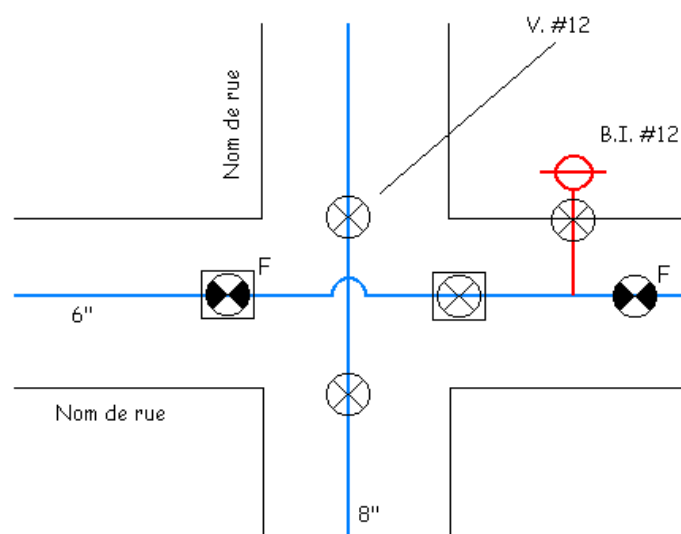 V. #12
Nom de rue
B.I. #12
F
F
6"
Nom de rue
8"